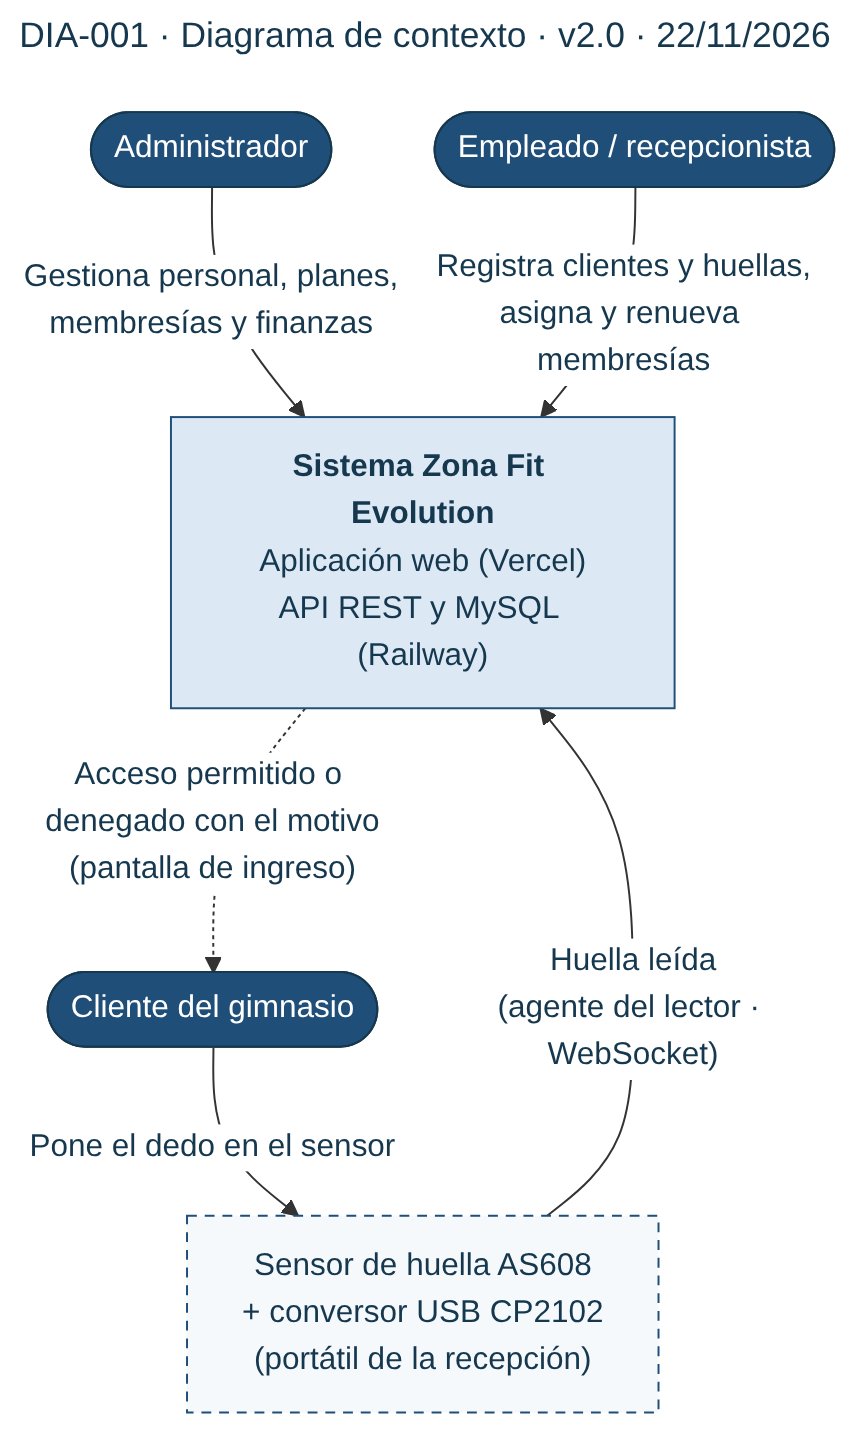 DIA-001 · Diagrama de contexto · v2.0 · 22/11/2026
Administrador
Empleado / recepcionista
Gestiona personal, planes,
membresías y finanzas
Registra clientes y huellas,
asigna y renueva
membresías
Sistema Zona Fit
Evolution
Aplicación web (Vercel)
API REST y MySQL
(Railway)
Acceso permitido o
denegado con el motivo
(pantalla de ingreso)
Cliente del gimnasio
Huella leída
(agente del lector ·
WebSocket)
Pone el dedo en el sensor
Sensor de huella AS608
+ conversor USB CP2102
(portátil de la recepción)